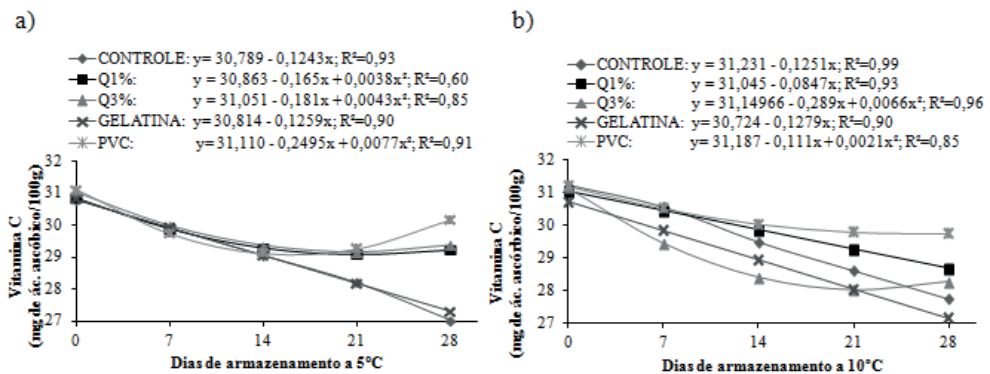 a)
CONTROLE: y= 30,789 - 0,1243x; R²=0,93
Q1%: y = 30,863 - 0,165x + 0,0038x²; R²=0,60
Q3%: y = 31,051 - 0,181x + 0,0043x²; R²=0,85
GELATINA: y = 30,814 - 0,1259x; R²=0,90
PVC: y= 31,110 - 0,2495x + 0,0077x²; R²=0,91
Vitamina C
(mg de ác. ascóbico/100g)
32
31
30
29
28
27
0 7 14 21 28
Dias de armazenamento a 5°C
b)
CONTROLE: y = 31,231 - 0,1251x; R²=0,99
Q1%: y = 31,045 - 0,0847x; R²=0,93
Q3%: y = 31,14966 - 0,289x + 0,0066x²; R²=0,96
GELATINA: y = 30,724 - 0,1279x; R²=0,90
PVC: y = 31,187 - 0,111x + 0,0021x²; R²=0,85
Vitamina C
(mg de ác. ascórbico/100g)
32
31
30
29
28
27
0 7 14 21 28
Dias de armazenamento a 10°C